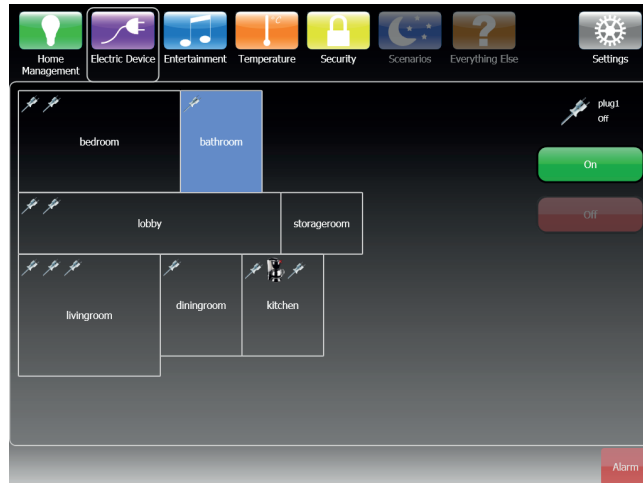 °C
Home
Management
Electric Device
Entertainment
Temperature
Security
Scenarios
Everything Else
?
Settings
bedroom
bathroom
plug1
Off
On
Off
lobby
storageroom
livingroom
diningroom
kitchen
Alarm